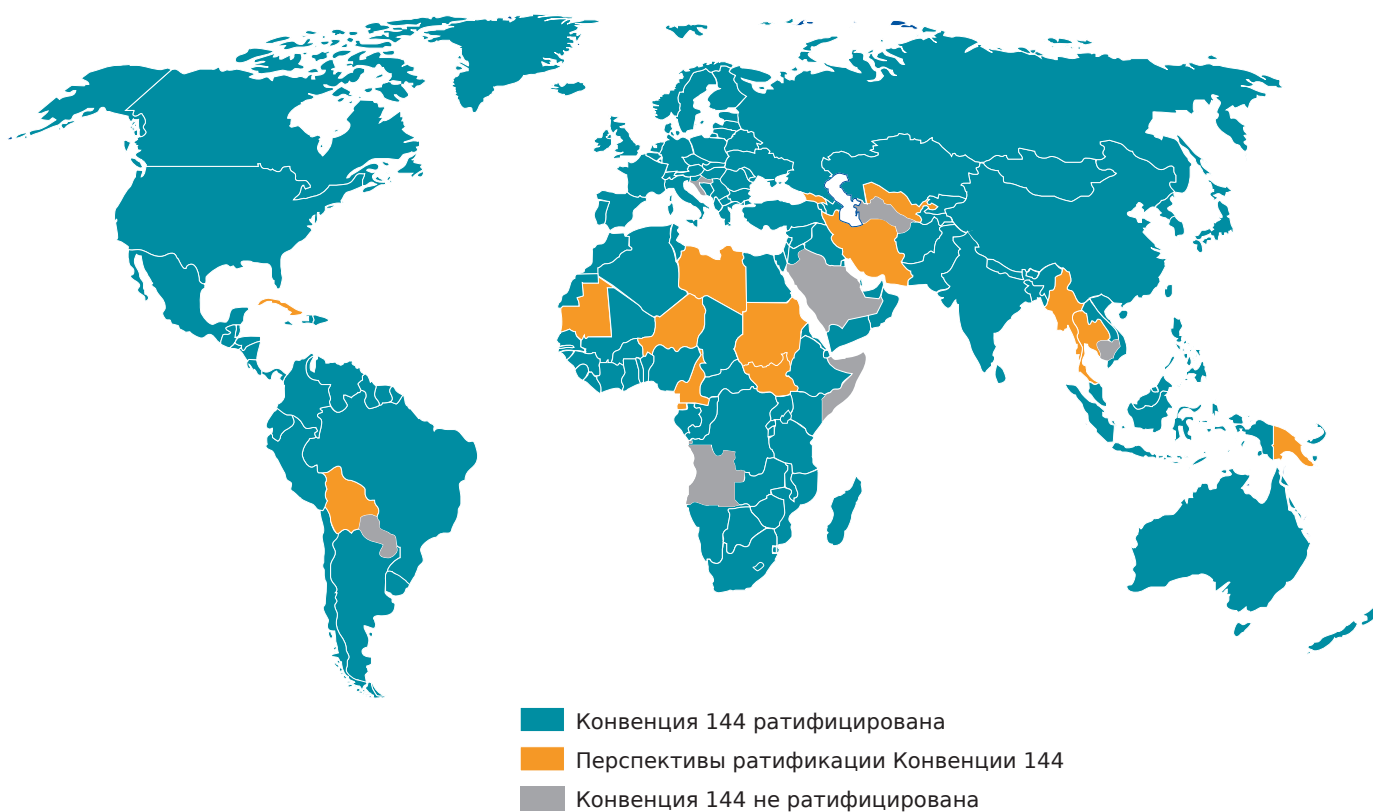 Конвенция 144 ратифицирована
Перспективы ратификации Конвенции 144
Конвенция 144 не ратифицирована